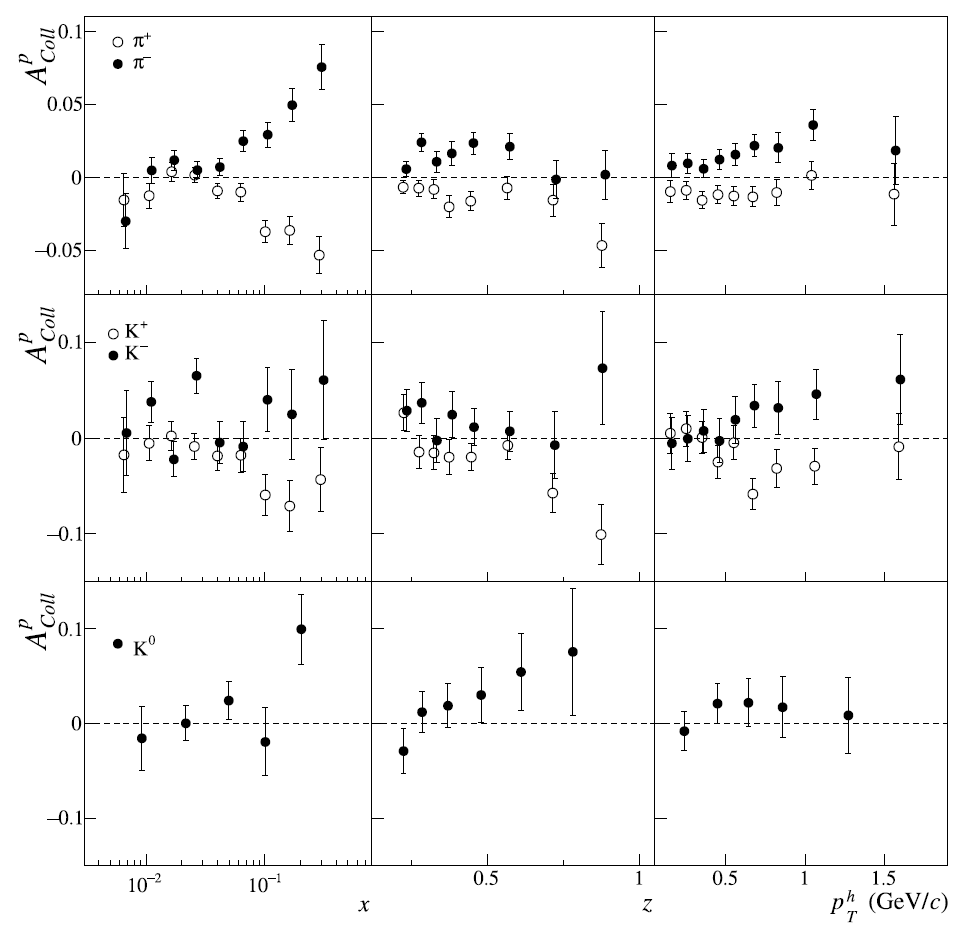 A^p_Coll
0.1
0.05
0
−0.05
π⁺
π⁻
A^p_Coll
0.1
0
−0.1
K⁺
K⁻
A^p_Coll
0.1
0
−0.1
K⁰
10⁻² 10⁻¹ 0.5 1 0.5 1 1.5
x z p^h_T (GeV/c)